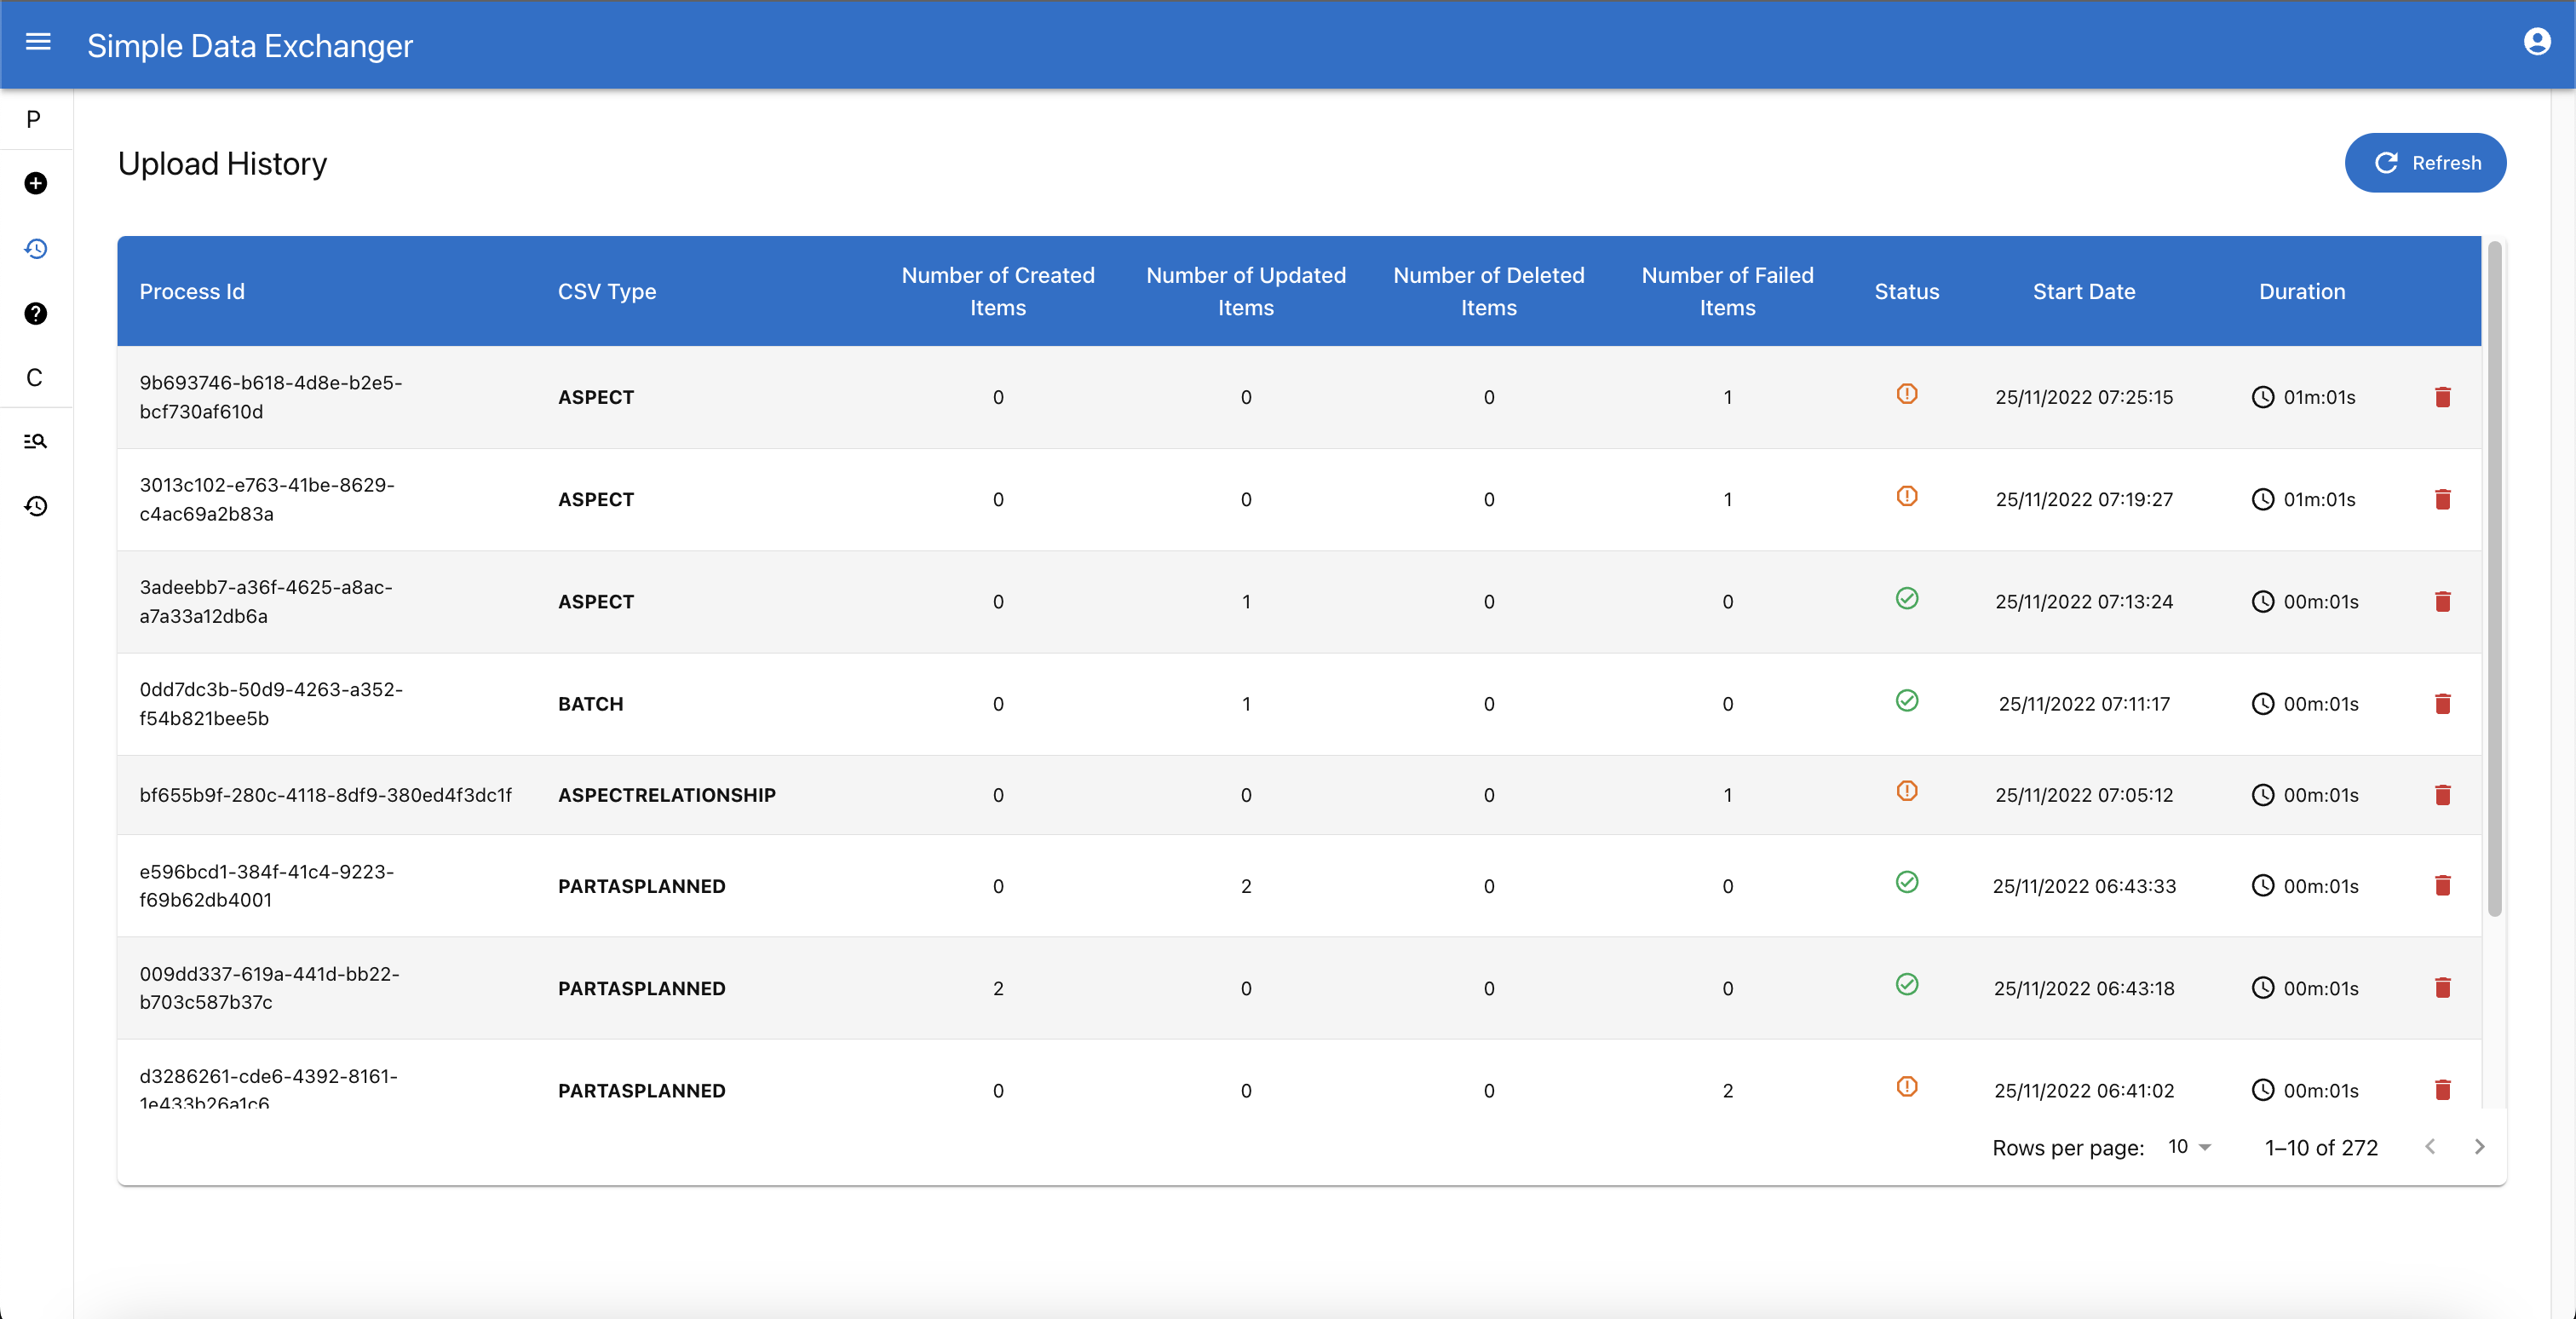 Simple Data Exchanger
P
Upload History
Refresh
Process Id CSV Type Number of Created Items Number of Updated Items Number of Deleted Items Number of Failed Items Status Start Date Duration
9b693746-b618-4d8e-b2e5-
bcf730af610d
ASPECT 0 0 0 1 25/11/2022 07:25:15 01m:01s
C
3013c102-e763-41be-8629-
c4ac69a2b83a
ASPECT 0 0 0 1 25/11/2022 07:19:27 01m:01s
3adeebb7-a36f-4625-a8ac-
a7a33a12db6a
ASPECT 0 1 0 0 25/11/2022 07:13:24 00m:01s
0dd7dc3b-50d9-4263-a352-
f54b821bee5b
BATCH 0 1 0 0 25/11/2022 07:11:17 00m:01s
bf655b9f-280c-4118-8df9-380ed4f3dc1f ASPECTRELATIONSHIP 0 0 0 1 25/11/2022 07:05:12 00m:01s
e596bcd1-384f-41c4-9223-
f69b62db4001
PARTASPLANNED 0 2 0 0 25/11/2022 06:43:33 00m:01s
009dd337-619a-441d-bb22-
b703c587b37c
PARTASPLANNED 2 0 0 0 25/11/2022 06:43:18 00m:01s
d3286261-cde6-4392-8161-
1e433b26a1c6
PARTASPLANNED 0 0 0 2 25/11/2022 06:41:02 00m:01s
Rows per page: 10 1–10 of 272